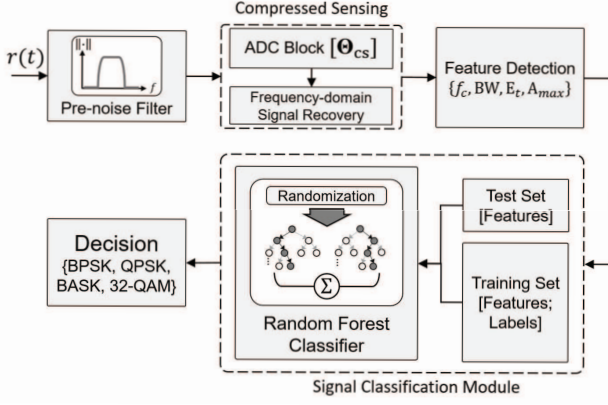 Compressed Sensing
r(t)
||·||
f
Pre-noise Filter
ADC Block [Θcs]
Frequency-domain
Signal Recovery
Feature Detection
{fc, BW, Et, Amax}
Randomization
Σ
Random Forest
Classifier
Test Set
[Features]
Training Set
[Features;
Labels]
Decision
{BPSK, QPSK,
BASK, 32-QAM}
Signal Classification Module